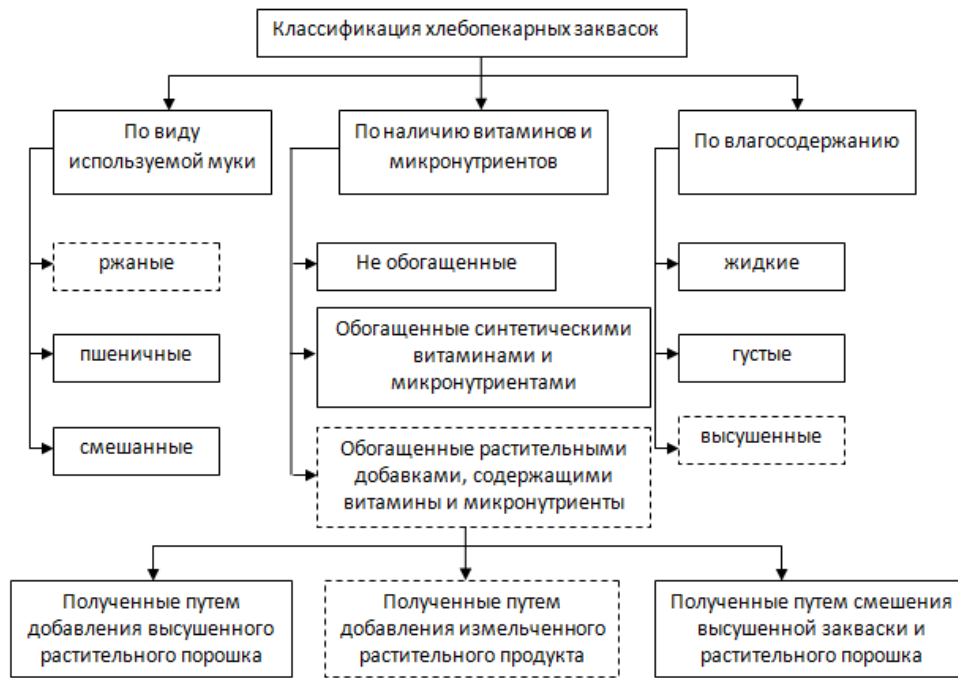 Классификация хлебопекарных заквасок
По виду
используемой муки
По наличию витаминов и
микронутриентов
По влагосодержанию
ржаные
Не обогащенные
жидкие
пшеничные
Обогащенные синтетическими
витаминами и
микронутриентами
густые
смешанные
Обогащенные растительными
добавками, содержащими
витамины и микронутриенты
высушенные
Полученные путем
добавления высушенного
растительного порошка
Полученные путем
добавления измельченного
растительного продукта
Полученные путем смешения
высушенной закваски и
растительного порошка